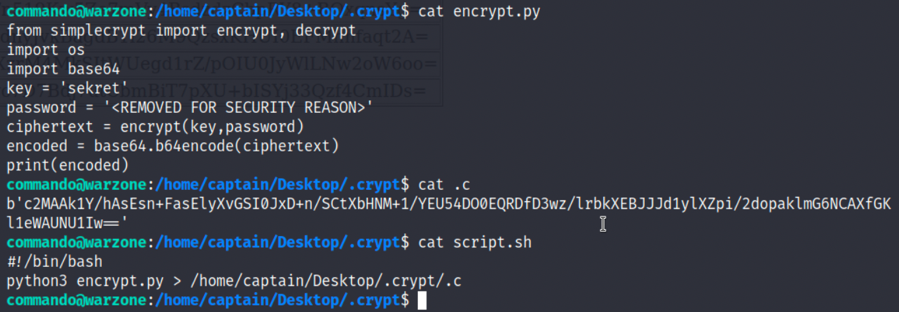 commando@warzone:/home/captain/Desktop/.crypt$ cat encrypt.py
from simplecrypt import encrypt, decrypt
import os
import base64
key = 'sekret'
password = '<REMOVED FOR SECURITY REASON>'
ciphertext = encrypt(key,password)
encoded = base64.b64encode(ciphertext)
print(encoded)
commando@warzone:/home/captain/Desktop/.crypt$ cat .c
b'c2MAAk1Y/hAsEsn+FasElyXvGSI0JxD+n/SCtXbHNM+1/YEU54DO0EQRDfD3wz/lrbkXEBJJJd1ylXZpi/2dopaklmG6NCAXfGK
l1eWAUNU1Iw=='
commando@warzone:/home/captain/Desktop/.crypt$ cat script.sh
#!/bin/bash
python3 encrypt.py > /home/captain/Desktop/.crypt/.c
commando@warzone:/home/captain/Desktop/.crypt$